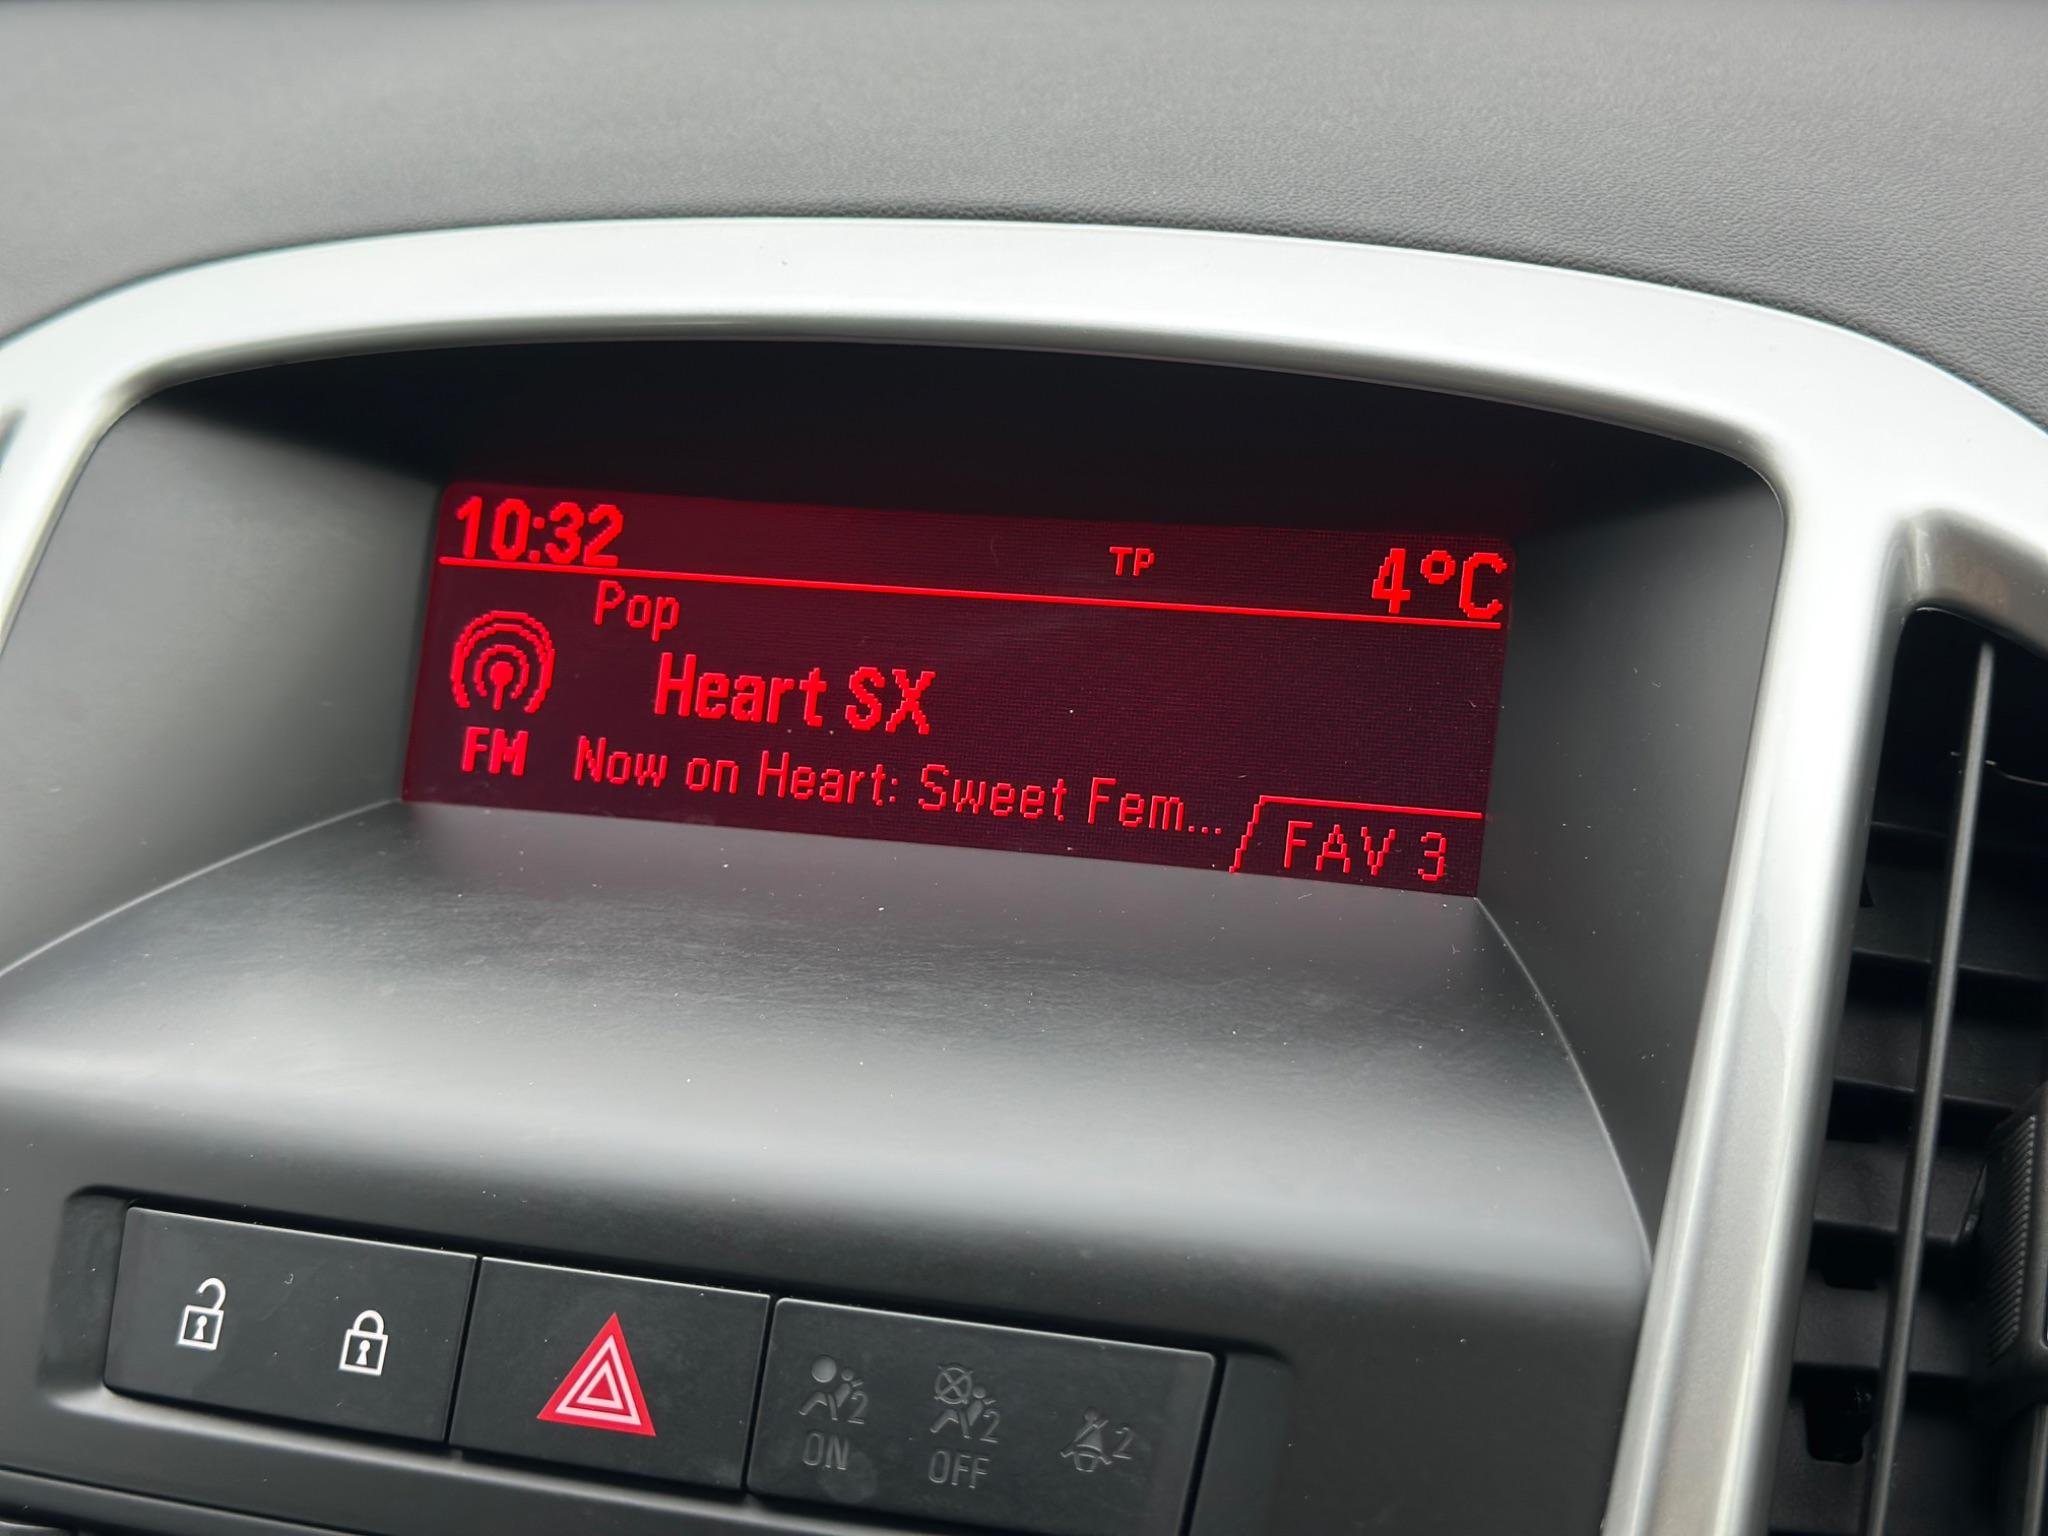 10:32 TP 4°C
Pop
Heart SX
FM Now on Heart: Sweet Fem...
FAV 3
2 2 2
ON OFF